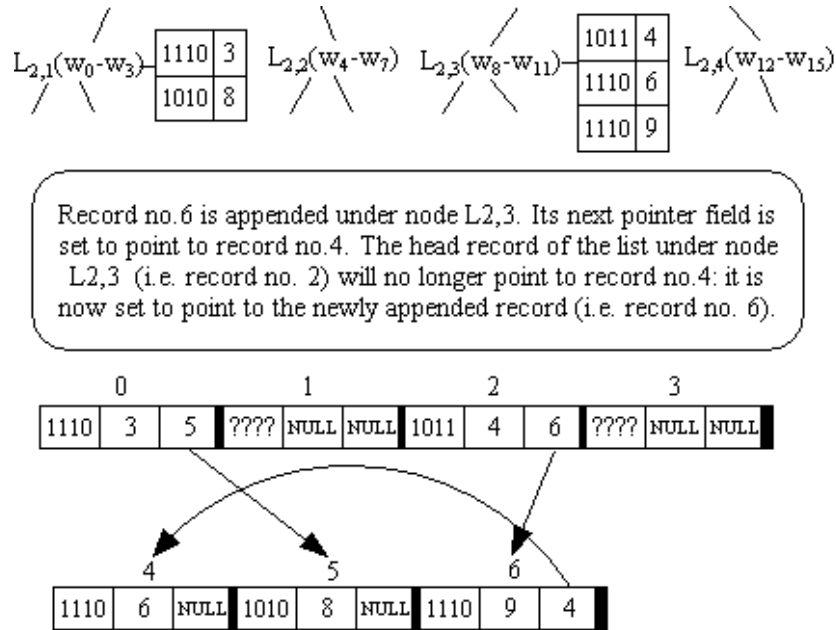 L2,1(w0-w3) 1110 3 L2,2(w4-w7) L2,3(w8-w11) 1011 4 L2,4(w12-w15)
1010 8 1110 6
1110 9
Record no.6 is appended under node L2,3. Its next pointer field is
set to point to record no.4. The head record of the list under node
L2,3 (i.e. record no. 2) will no longer point to record no.4: it is
now set to point to the newly appended record (i.e. record no. 6).
0 1 2 3
1110 3 5 ???? NULL NULL 1011 4 6 ???? NULL NULL
4 5 6
1110 6 NULL 1010 8 NULL 1110 9 4